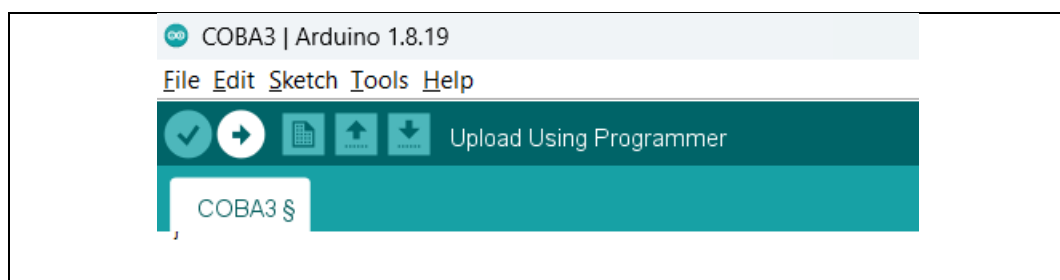 COBA3 | Arduino 1.8.19
File Edit Sketch Tools Help
Upload Using Programmer
COBA3 §